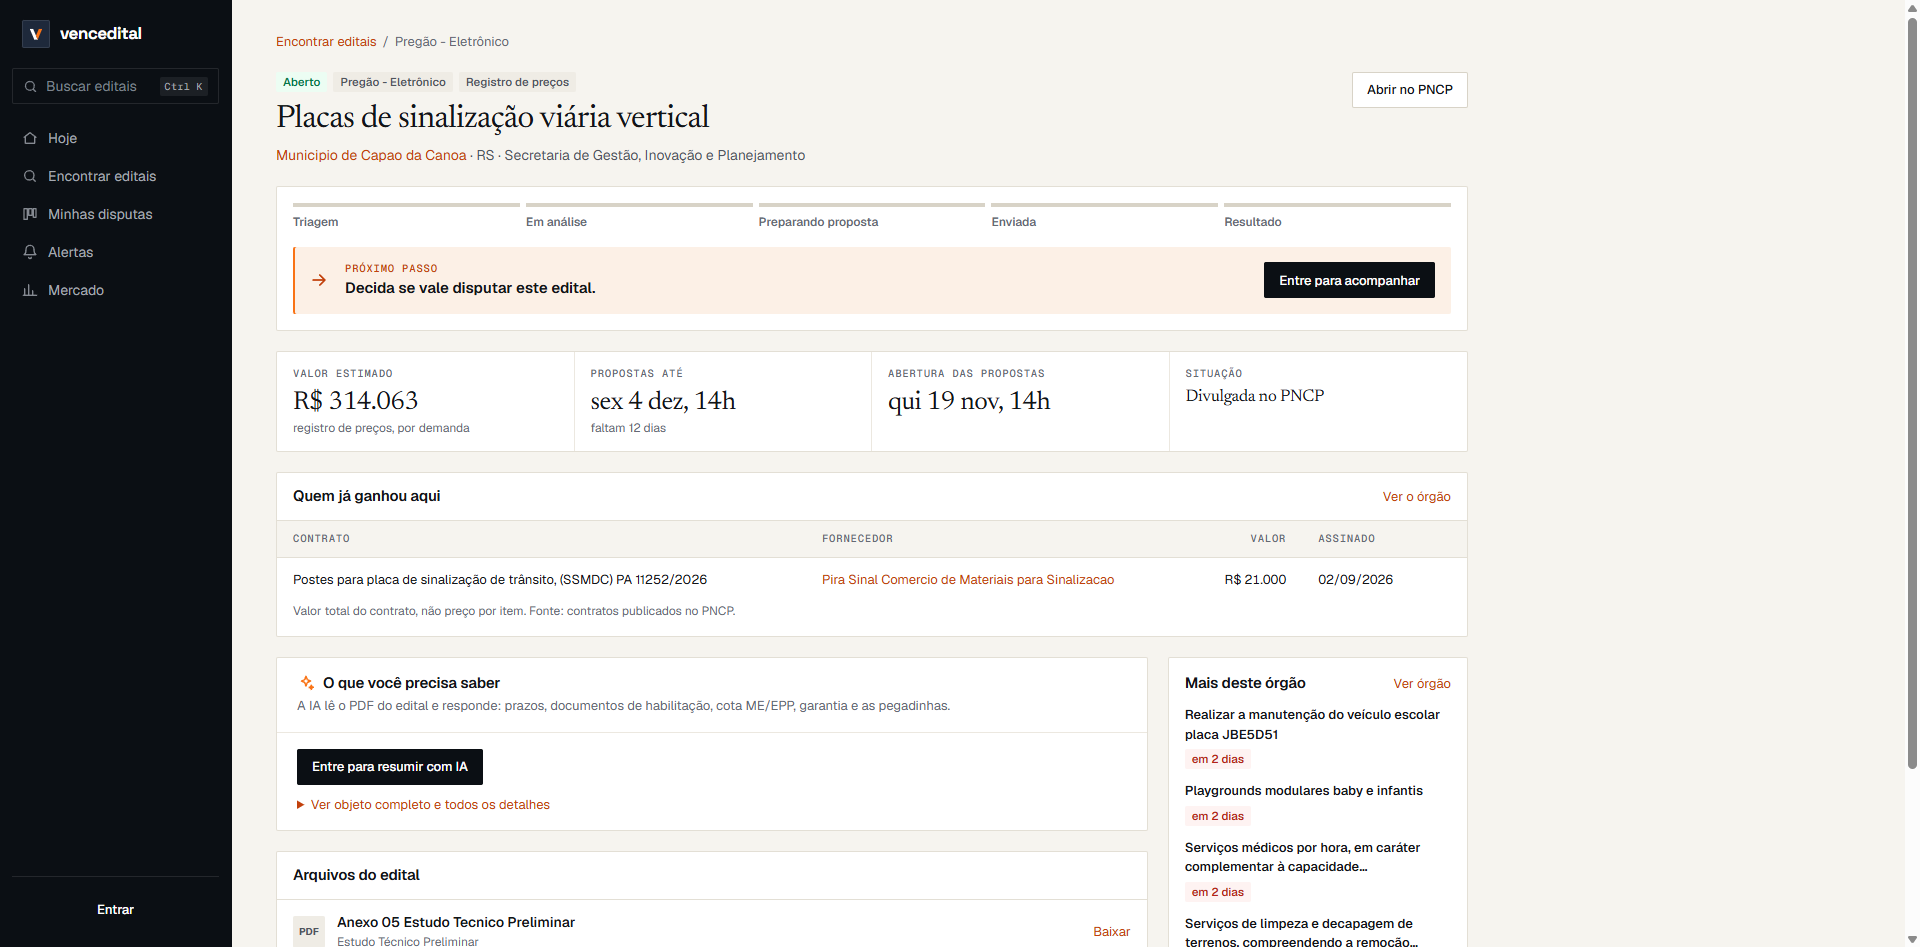 vencedital
Buscar editais
Ctrl K
Hoje
Encontrar editais
Minhas disputas
Alertas
Mercado
Entrar
Encontrar editais / Pregão - Eletrônico
Aberto
Pregão - Eletrônico
Registro de preços
Abrir no PNCP
Placas de sinalização viária vertical
Municipio de Capao da Canoa · RS · Secretaria de Gestão, Inovação e Planejamento
Triagem
Em análise
Preparando proposta
Enviada
Resultado
PRÓXIMO PASSO
Decida se vale disputar este edital.
Entre para acompanhar
VALOR ESTIMADO
R$ 314.063
registro de preços, por demanda
PROPOSTAS ATÉ
sex 4 dez, 14h
faltam 12 dias
ABERTURA DAS PROPOSTAS
qui 19 nov, 14h
SITUAÇÃO
Divulgada no PNCP
Quem já ganhou aqui
Ver o órgão
CONTRATO
FORNECEDOR
VALOR
ASSINADO
Postes para placa de sinalização de trânsito, (SSMDC) PA 11252/2026
Pira Sinal Comercio de Materiais para Sinalizacao
R$ 21.000
02/09/2026
Valor total do contrato, não preço por item. Fonte: contratos publicados no PNCP.
O que você precisa saber
A IA lê o PDF do edital e responde: prazos, documentos de habilitação, cota ME/EPP, garantia e as pegadinhas.
Entre para resumir com IA
Ver objeto completo e todos os detalhes
Arquivos do edital
PDF
Anexo 05 Estudo Tecnico Preliminar
Estudo Técnico Preliminar
Baixar
Mais deste órgão
Ver órgão
Realizar a manutenção do veículo escolar
placa JBE5D51
em 2 dias
Playgrounds modulares baby e infantis
em 2 dias
Serviços médicos por hora, em caráter
complementar à capacidade...
em 2 dias
Serviços de limpeza e decapagem de
terrenos, compreendendo a remoção...